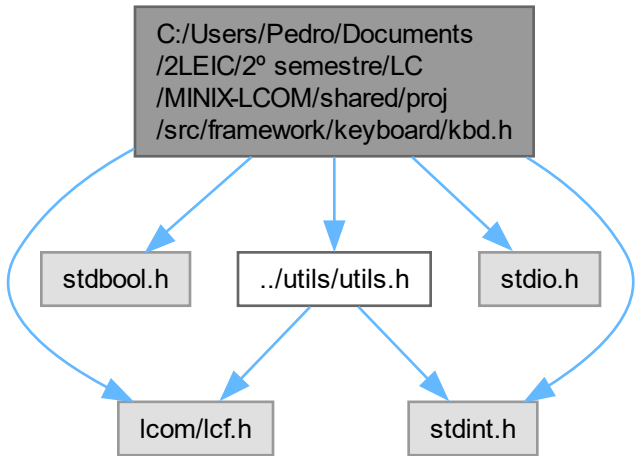 C:/Users/Pedro/Documents
/2LEIC/2º semestre/LC
/MINIX-LCOM/shared/proj
/src/framework/keyboard/kbd.h
stdbool.h
../utils/utils.h
stdio.h
lcom/lcf.h
stdint.h